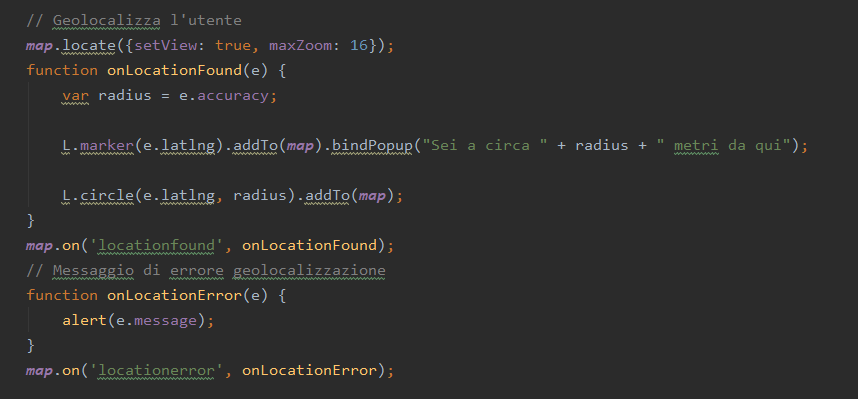 // Geolocalizza l'utente
map.locate({setView: true, maxZoom: 16});
function onLocationFound(e) {
var radius = e.accuracy;
L.marker(e.latlng).addTo(map).bindPopup("Sei a circa " + radius + " metri da qui");
L.circle(e.latlng, radius).addTo(map);
}
map.on('locationfound', onLocationFound);
// Messaggio di errore geolocalizzazione
function onLocationError(e) {
alert(e.message);
}
map.on('locationerror', onLocationError);